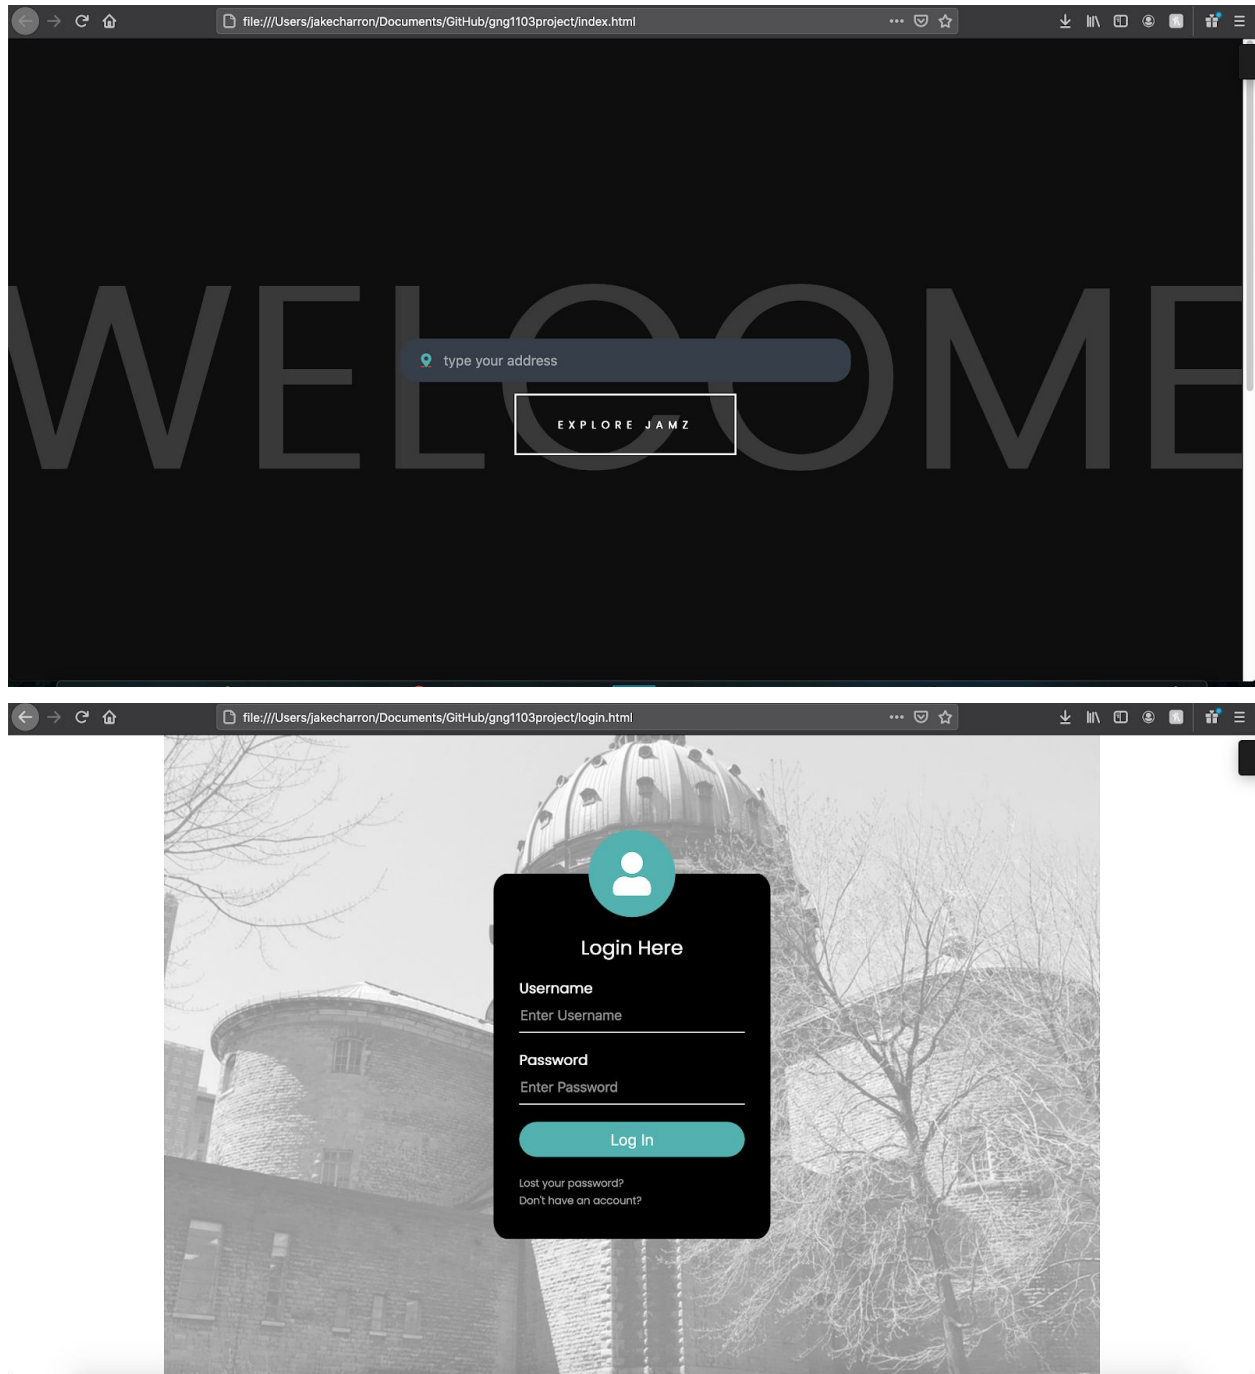 file:///Users/jakecharron/Documents/GitHub/gng1103project/index.html
WELCOME
type your address
EXPLORE JAMZ
file:///Users/jakecharron/Documents/GitHub/gng1103project/login.html
Login Here
Username
Enter Username
Password
Enter Password
Log In
Lost your password?
Don't have an account?